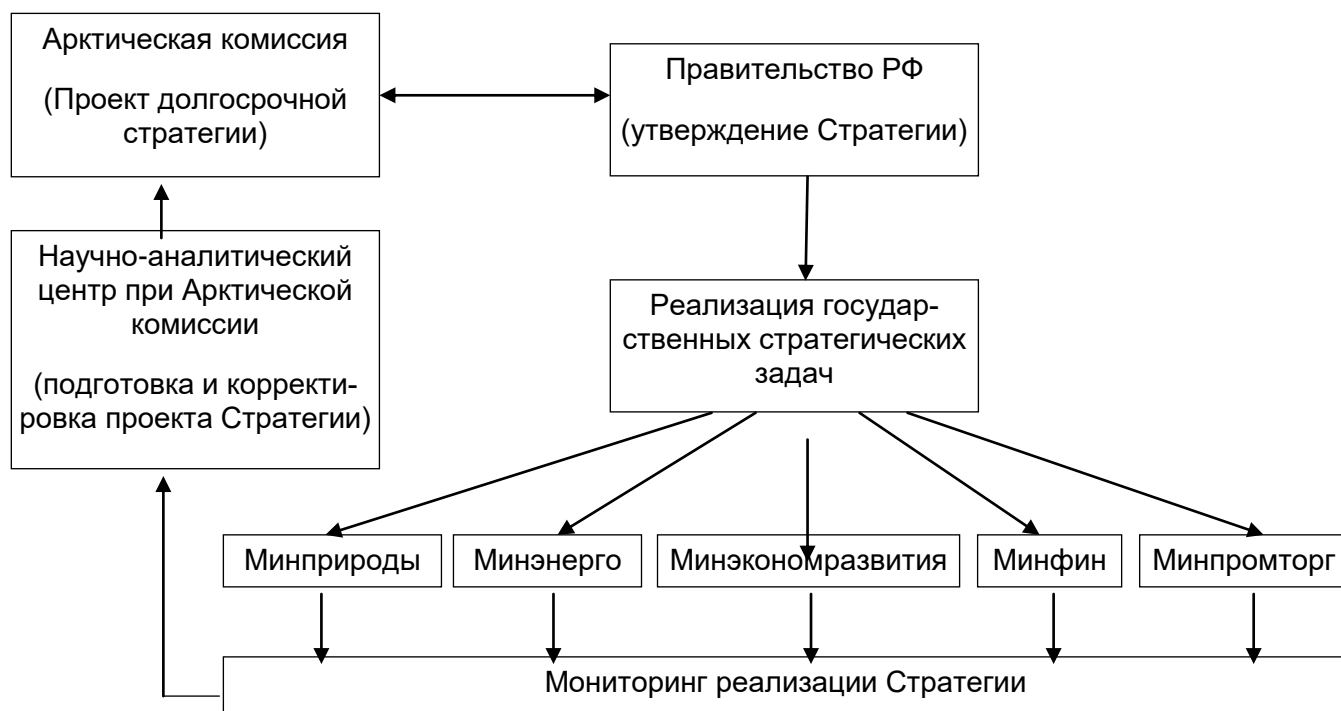 Арктическая комиссия
(Проект долгосрочной
стратегии)
Правительство РФ
(утверждение Стратегии)
Научно-аналитический
центр при Арктической
комиссии
(подготовка и корректи-
ровка проекта Стратегии)
Реализация государ-
ственных стратегических
задач
Минприроды
Минэнерго
Минэкономразвития
Минфин
Минпромторг
Мониторинг реализации Стратегии